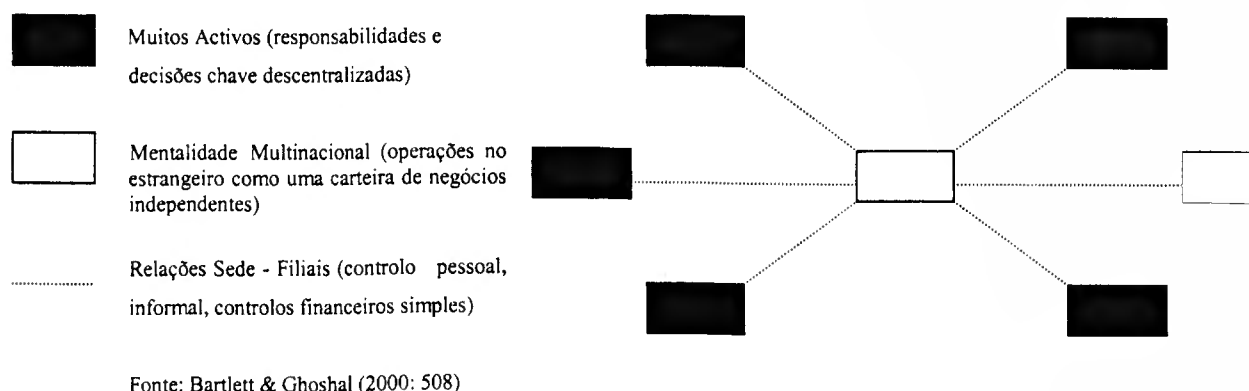 Muitos Activos (responsabilidades e
decisões chave descentralizadas)
Mentalidade Multinacional (operações no
estrangeiro como uma carteira de negócios
independentes)
Relações Sede - Filiais (controlo pessoal,
informal, controlos financeiros simples)
Fonte: Bartlett & Ghoshal (2000: 508)